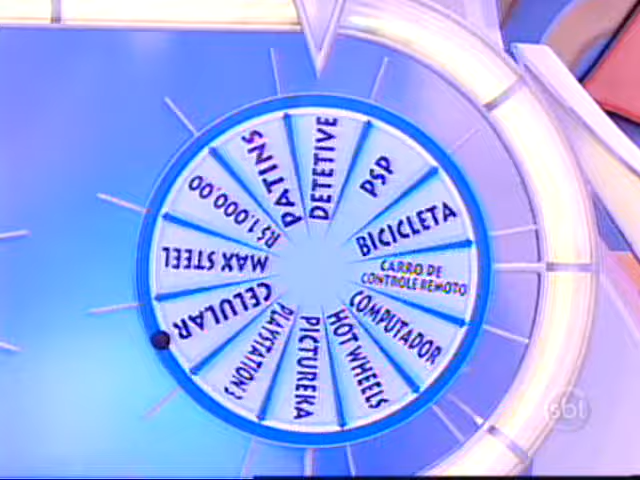 DETETIVE
PSP
BICICLETA
CARRO DE
CONTROLE REMOTO
COMPUTADOR
HOT WHEELS
PICTUREKA
PLAYSTATION 3
CELULAR
MAX STEEL
R$ 1.000,00
PATINS
sbt